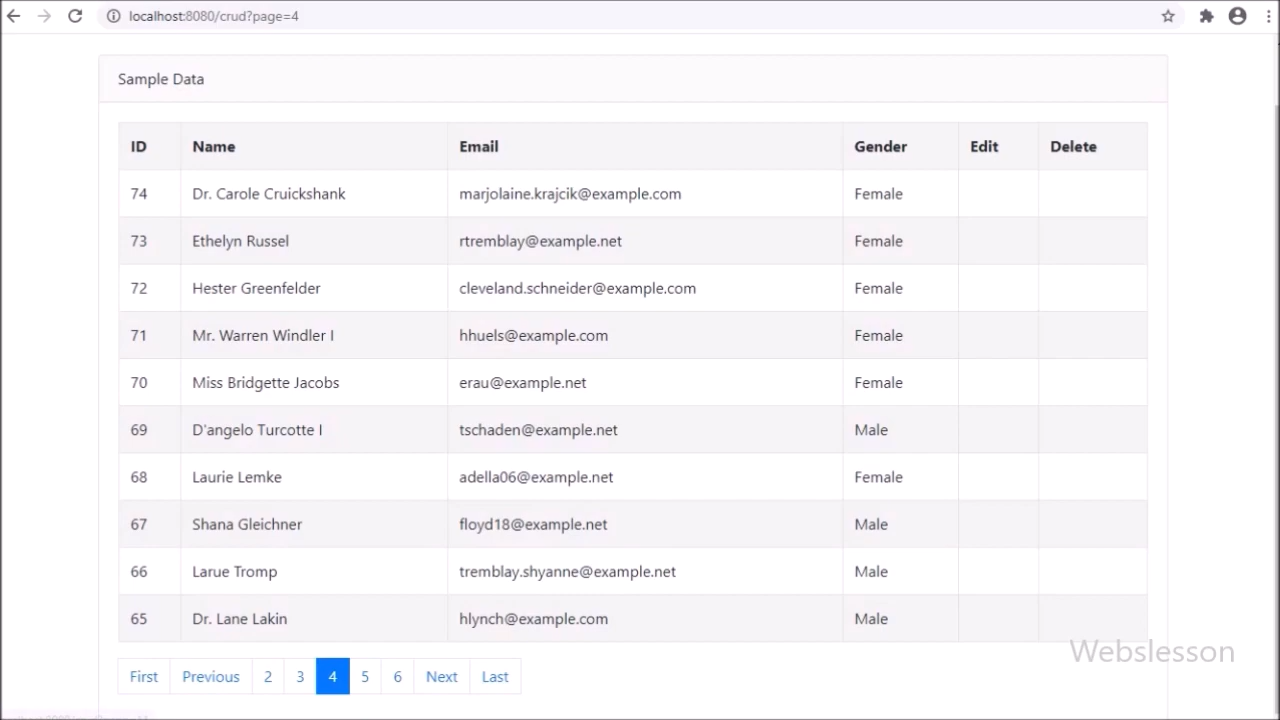 localhost:8080/crud?page=4
Sample Data
ID Name Email Gender Edit Delete
74 Dr. Carole Cruickshank marjolaine.krajcik@example.com Female
73 Ethelyn Russel rtremblay@example.net Female
72 Hester Greenfelder cleveland.schneider@example.com Female
71 Mr. Warren Windler I hhuels@example.com Female
70 Miss Bridgette Jacobs erau@example.net Female
69 D'angelo Turcotte I tschaden@example.net Male
68 Laurie Lemke adella06@example.net Female
67 Shana Gleichner floyd18@example.net Male
66 Larue Tromp tremblay.shyanne@example.net Male
65 Dr. Lane Lakin hlynch@example.com Male
Webslesson
First Previous 2 3 4 5 6 Next Last